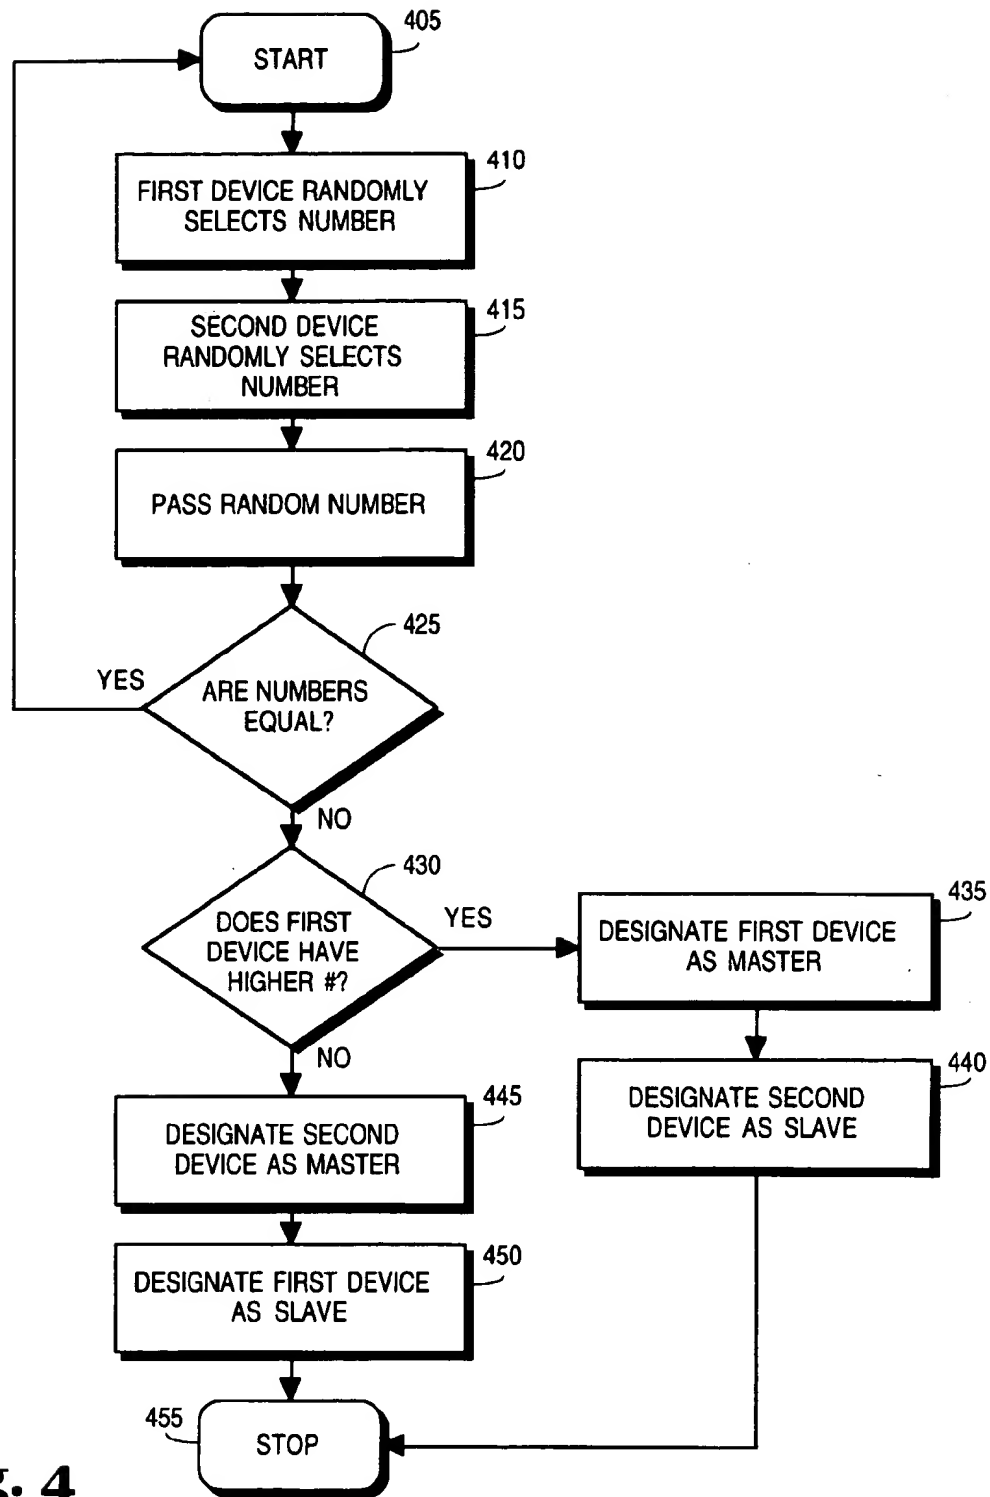 405
START
410
FIRST DEVICE RANDOMLY
SELECTS NUMBER
415
SECOND DEVICE
RANDOMLY SELECTS
NUMBER
420
PASS RANDOM NUMBER
425
YES
ARE NUMBERS
EQUAL?
NO
430
DOES FIRST
DEVICE HAVE
HIGHER #?
YES
435
DESIGNATE FIRST DEVICE
AS MASTER
NO
440
DESIGNATE SECOND
DEVICE AS SLAVE
445
DESIGNATE SECOND
DEVICE AS MASTER
450
DESIGNATE FIRST DEVICE
AS SLAVE
455
STOP
4